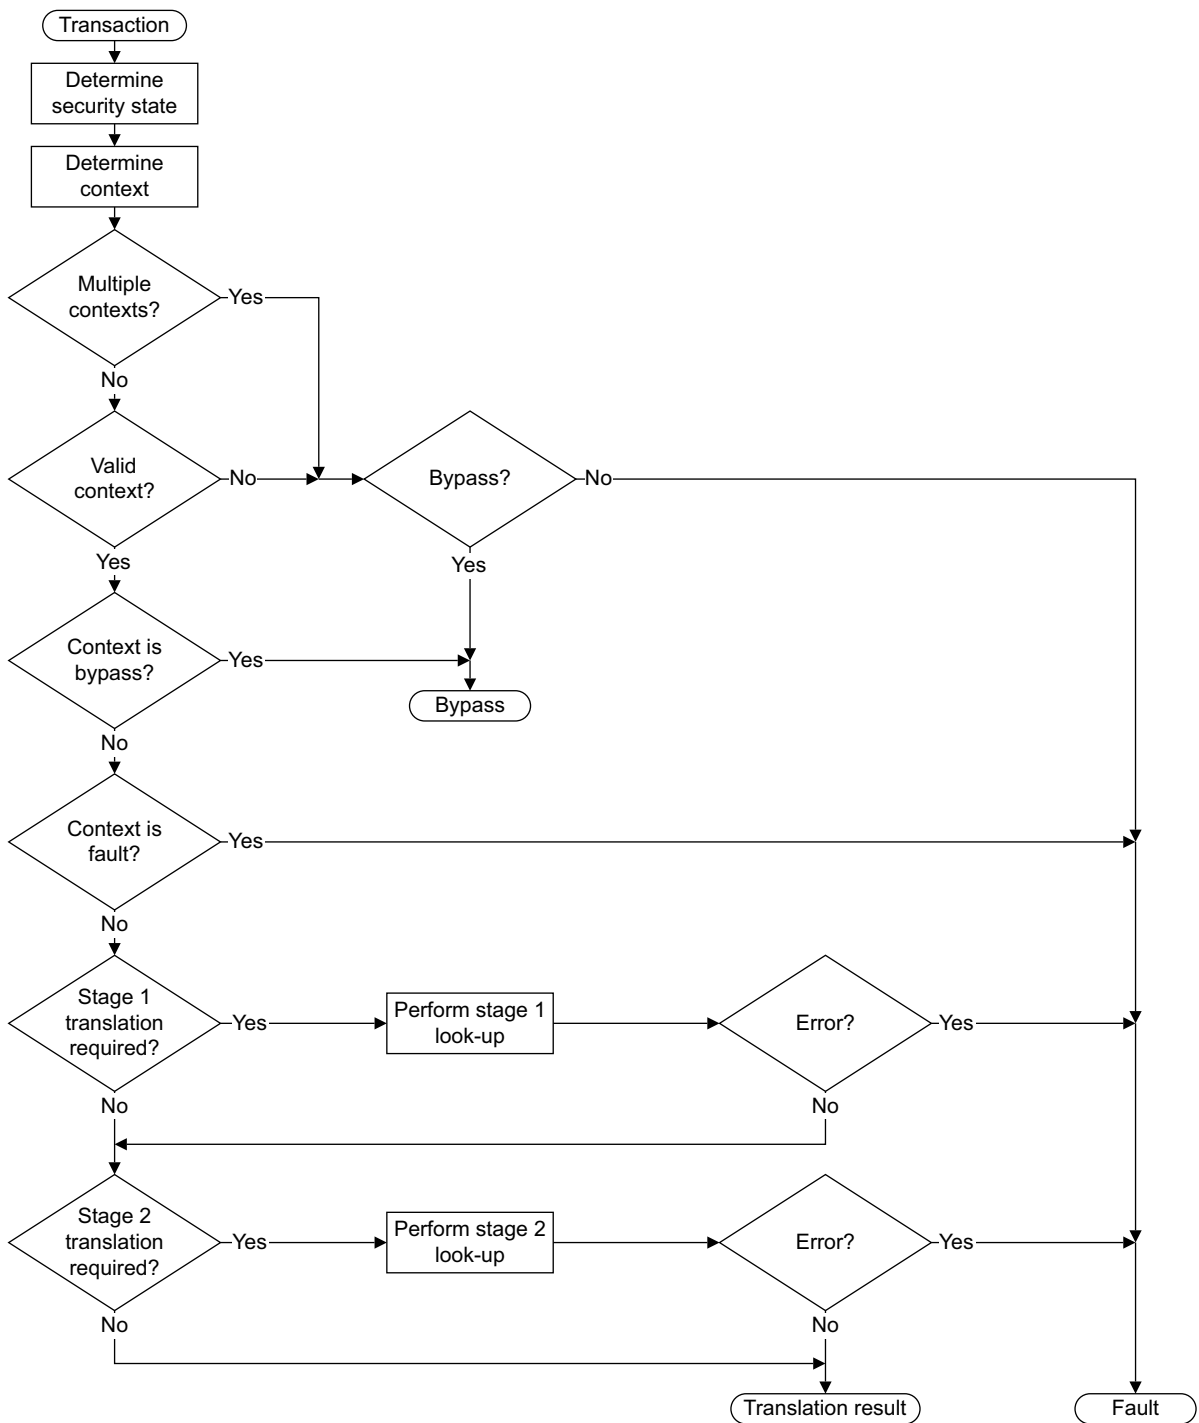 Transaction
Determine
security state
Determine
context
Multiple
contexts?
Yes
No
Valid
context?
No
Bypass?
No
Yes
Yes
Context is
bypass?
Yes
Bypass
No
Context is
fault?
Yes
No
Stage 1
translation
required?
Yes
Perform stage 1
look-up
Error?
Yes
No
No
Stage 2
translation
required?
Yes
Perform stage 2
look-up
Error?
Yes
No
No
Translation result
Fault